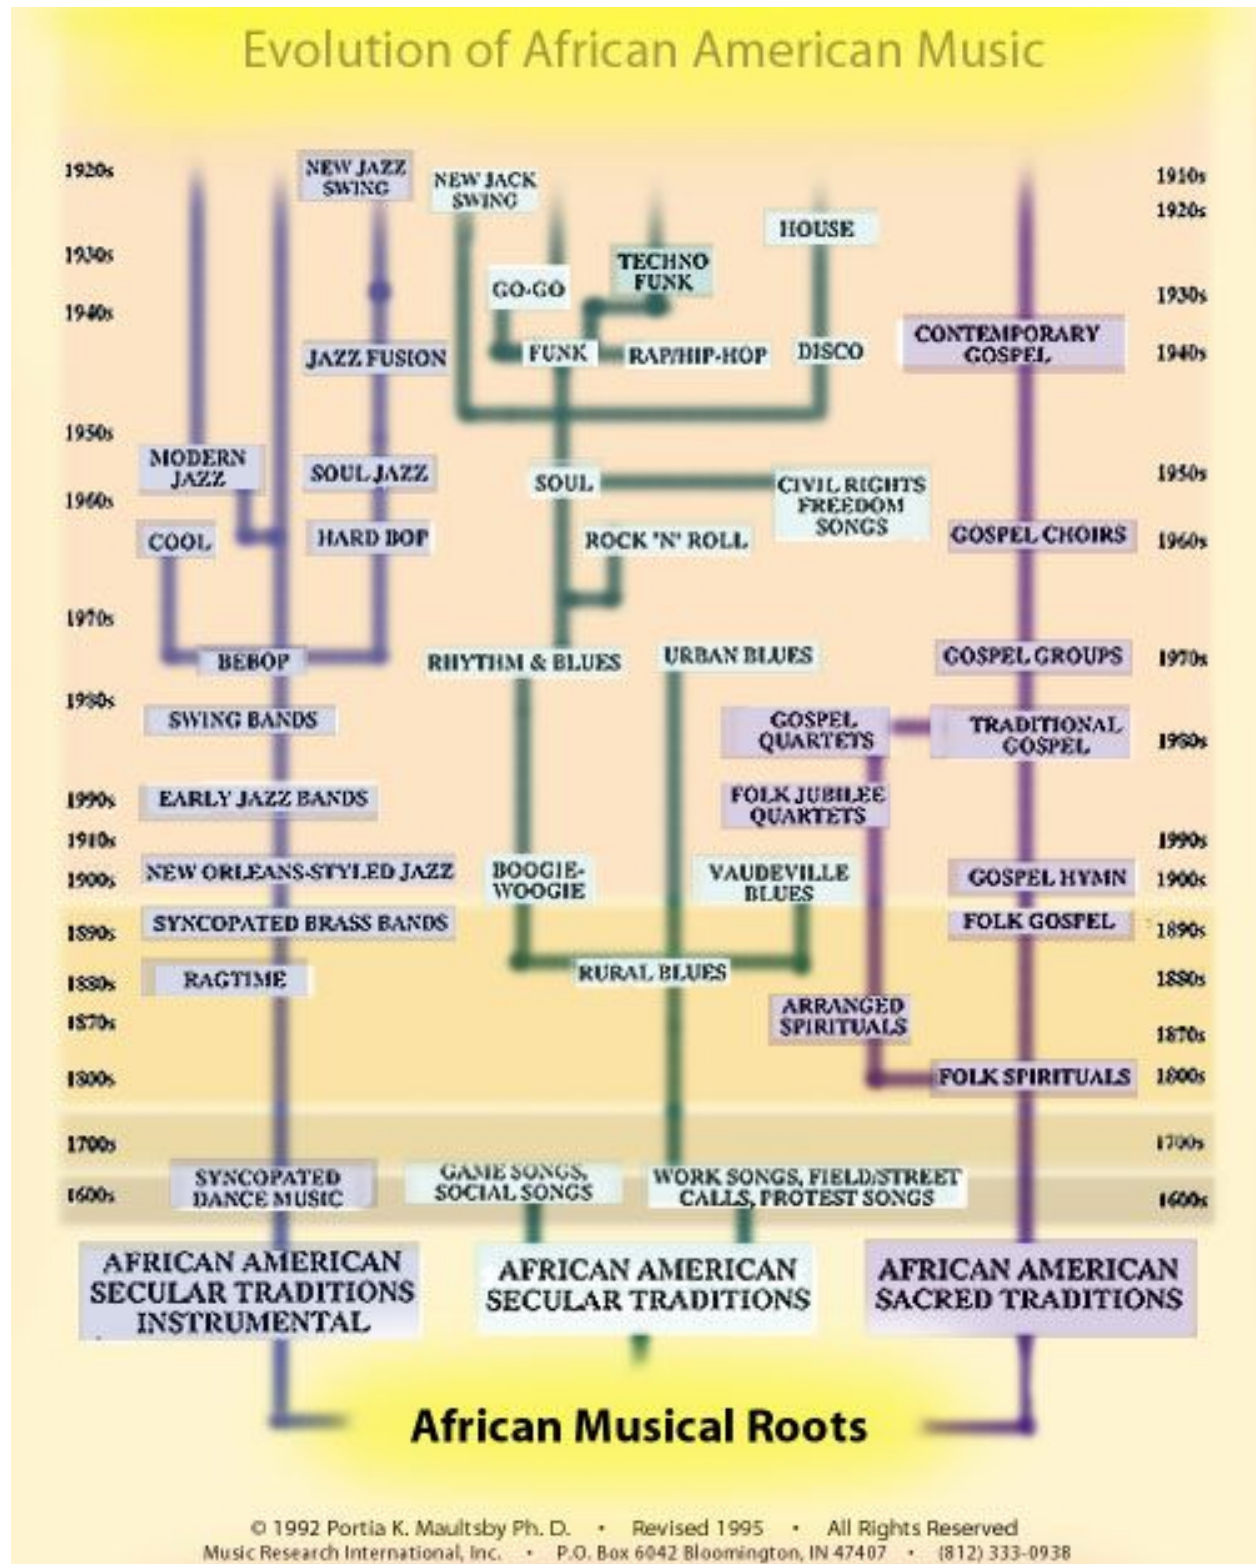 Evolution of African American Music
1920s
NEW JAZZ
SWING
NEW JACK
SWING
1910s
1920s
HOUSE
1930s
TECHNO
FUNK
GO-GO
1930s
1940s
CONTEMPORARY
GOSPEL
JAZZ FUSION
FUNK
RAP/HIP-HOP
DISCO
1940s
1950s
MODERN
JAZZ
SOUL JAZZ
SOUL
CIVIL RIGHTS
FREEDOM
SONGS
1950s
1960s
COOL
HARD BOP
ROCK 'N' ROLL
GOSPEL CHOIRS
1960s
1970s
BEBOP
RHYTHM & BLUES
URBAN BLUES
GOSPEL GROUPS
1970s
1980s
SWING BANDS
GOSPEL
QUARTETS
TRADITIONAL
GOSPEL
1980s
1990s
EARLY JAZZ BANDS
FOLK JUBILEE
QUARTETS
1910s
1990s
1900s
NEW ORLEANS-STYLED JAZZ
BOOGIE-
WOOGIE
VAUDEVILLE
BLUES
GOSPEL HYMN
1900s
1890s
SYNCOPATED BRASS BANDS
FOLK GOSPEL
1890s
1880s
RAGTIME
RURAL BLUES
1880s
ARRANGED
SPIRITUALS
1870s
1870s
1800s
FOLK SPIRITUALS
1800s
1700s
1700s
1600s
SYNCOPATED
DANCE MUSIC
GAME SONGS,
SOCIAL SONGS
WORK SONGS, FIELD/STREET
CALLS, PROTEST SONGS
1600s
AFRICAN AMERICAN
SECULAR TRADITIONS
INSTRUMENTAL
AFRICAN AMERICAN
SECULAR TRADITIONS
AFRICAN AMERICAN
SACRED TRADITIONS
African Musical Roots
© 1992 Portia K. Maultsby Ph. D. • Revised 1995 • All Rights Reserved
Music Research International, Inc. • P.O. Box 6042 Bloomington, IN 47407 • (812) 333-0938